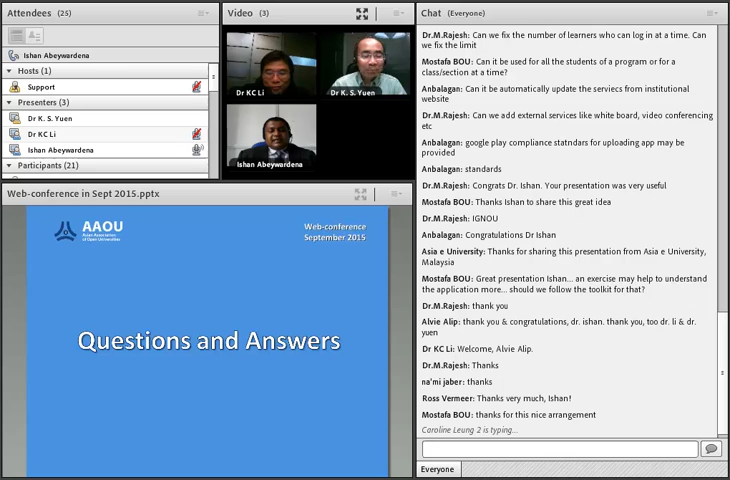 Attendees (25)
Ishan Abeywardena
Hosts (1)
Support
Presenters (3)
Dr K. S. Yuen
Dr KC Li
Ishan Abeywardena
Participants (21)
Video (3)
Dr KC Li
Dr K. S. Yuen
Ishan Abeywardena
Web-conference in Sept 2015.pptx
AAOU
Asian Association
of Open Universities
Web-conference
September 2015
Questions and Answers
Chat (Everyone)
Dr.M.Rajesh: Can we fix the number of learners who can log in at a time. Can
we fix the limit
Mostafa BOU: Can it be used for all the students of a program or for a
class/section at a time?
Anbalagan: Can it be automatically update the serviecs from institutional
website
Dr.M.Rajesh: Can we add external services like white board, video conferencing
etc
Anbalagan: google play compliance statndars for uploading app may be
provided
Anbalagan: standards
Dr.M.Rajesh: Congrats Dr. Ishan. Your presentation was very useful
Mostafa BOU: Thanks Ishan to share this great idea
Dr.M.Rajesh: IGNOU
Anbalagan: Congratulations Dr Ishan
Asia e University: Thanks for sharing this presentation from Asia e University,
Malaysia
Mostafa BOU: Great presentation Ishan... an exercise may help to understand
the application more... should we follow the toolkit for that?
Dr.M.Rajesh: thank you
Alvie Alip: thank you & congratulations, dr. ishan. thank you, too dr. li & dr.
yuen
Dr KC Li: Welcome, Alvie Alip.
Dr.M.Rajesh: Thanks
na'mi jaber: thanks
Ross Vermeer: Thanks very much, Ishan!
Mostafa BOU: thanks for this nice arrangement
Caroline Leung 2 is typing...
Everyone